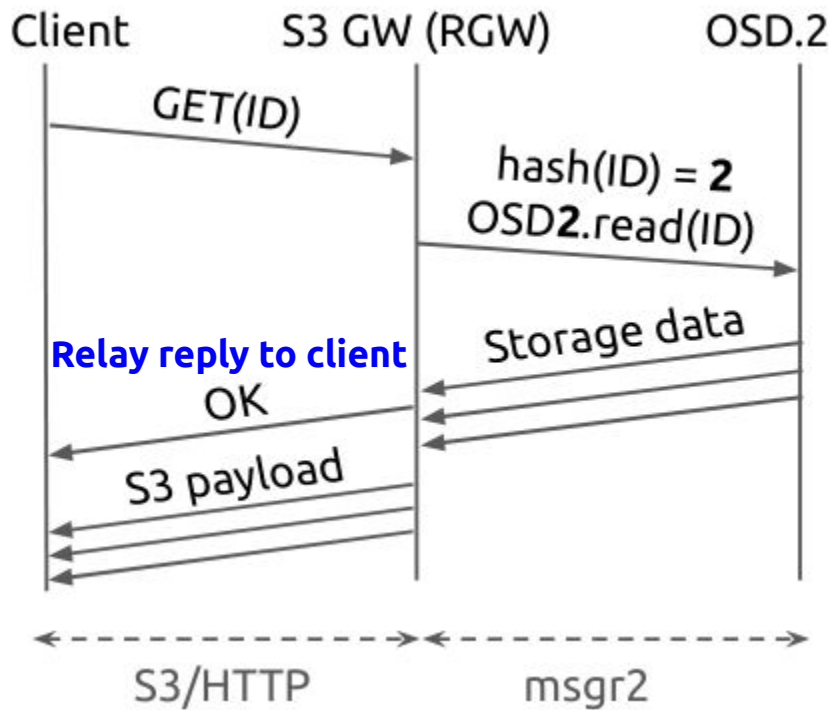 Client S3 GW (RGW) OSD.2
GET(ID)
hash(ID) = 2
OSD2.read(ID)
Storage data
Relay reply to client
OK
S3 payload
S3/HTTP msgr2